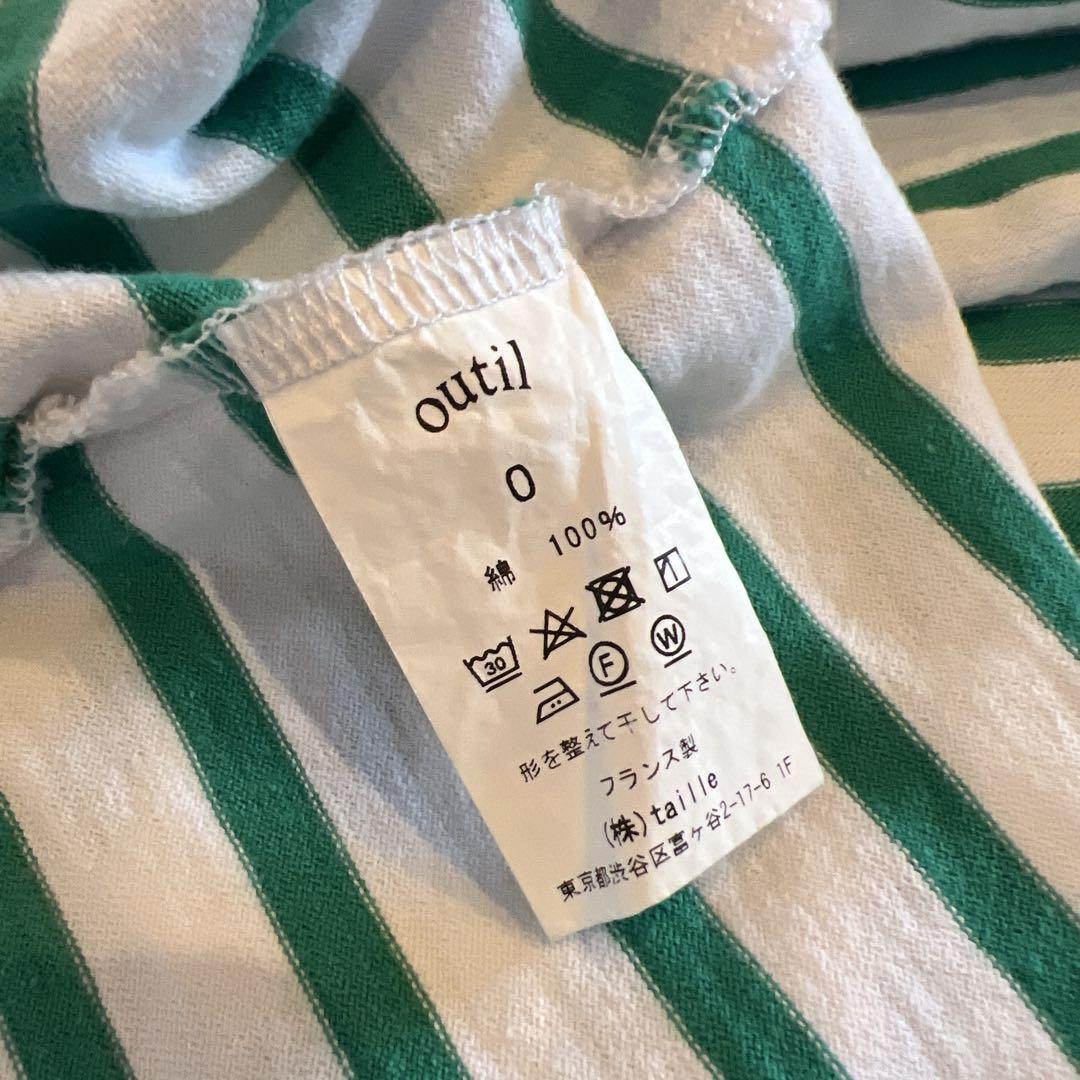 outil
0
綿 100%
30
F W
形を整えて干して下さい。
フランス製
(株)taille
東京都渋谷区富ヶ谷2-17-6 1F